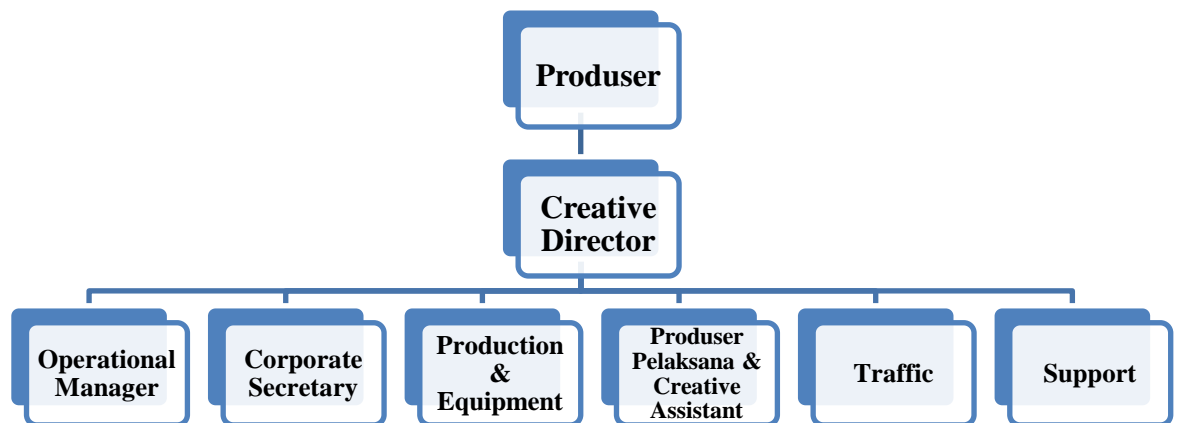 Produser
Creative
Director
Operational
Manager
Corporate
Secretary
Production
&
Equipment
Produser
Pelaksana &
Creative
Assistant
Traffic
Support